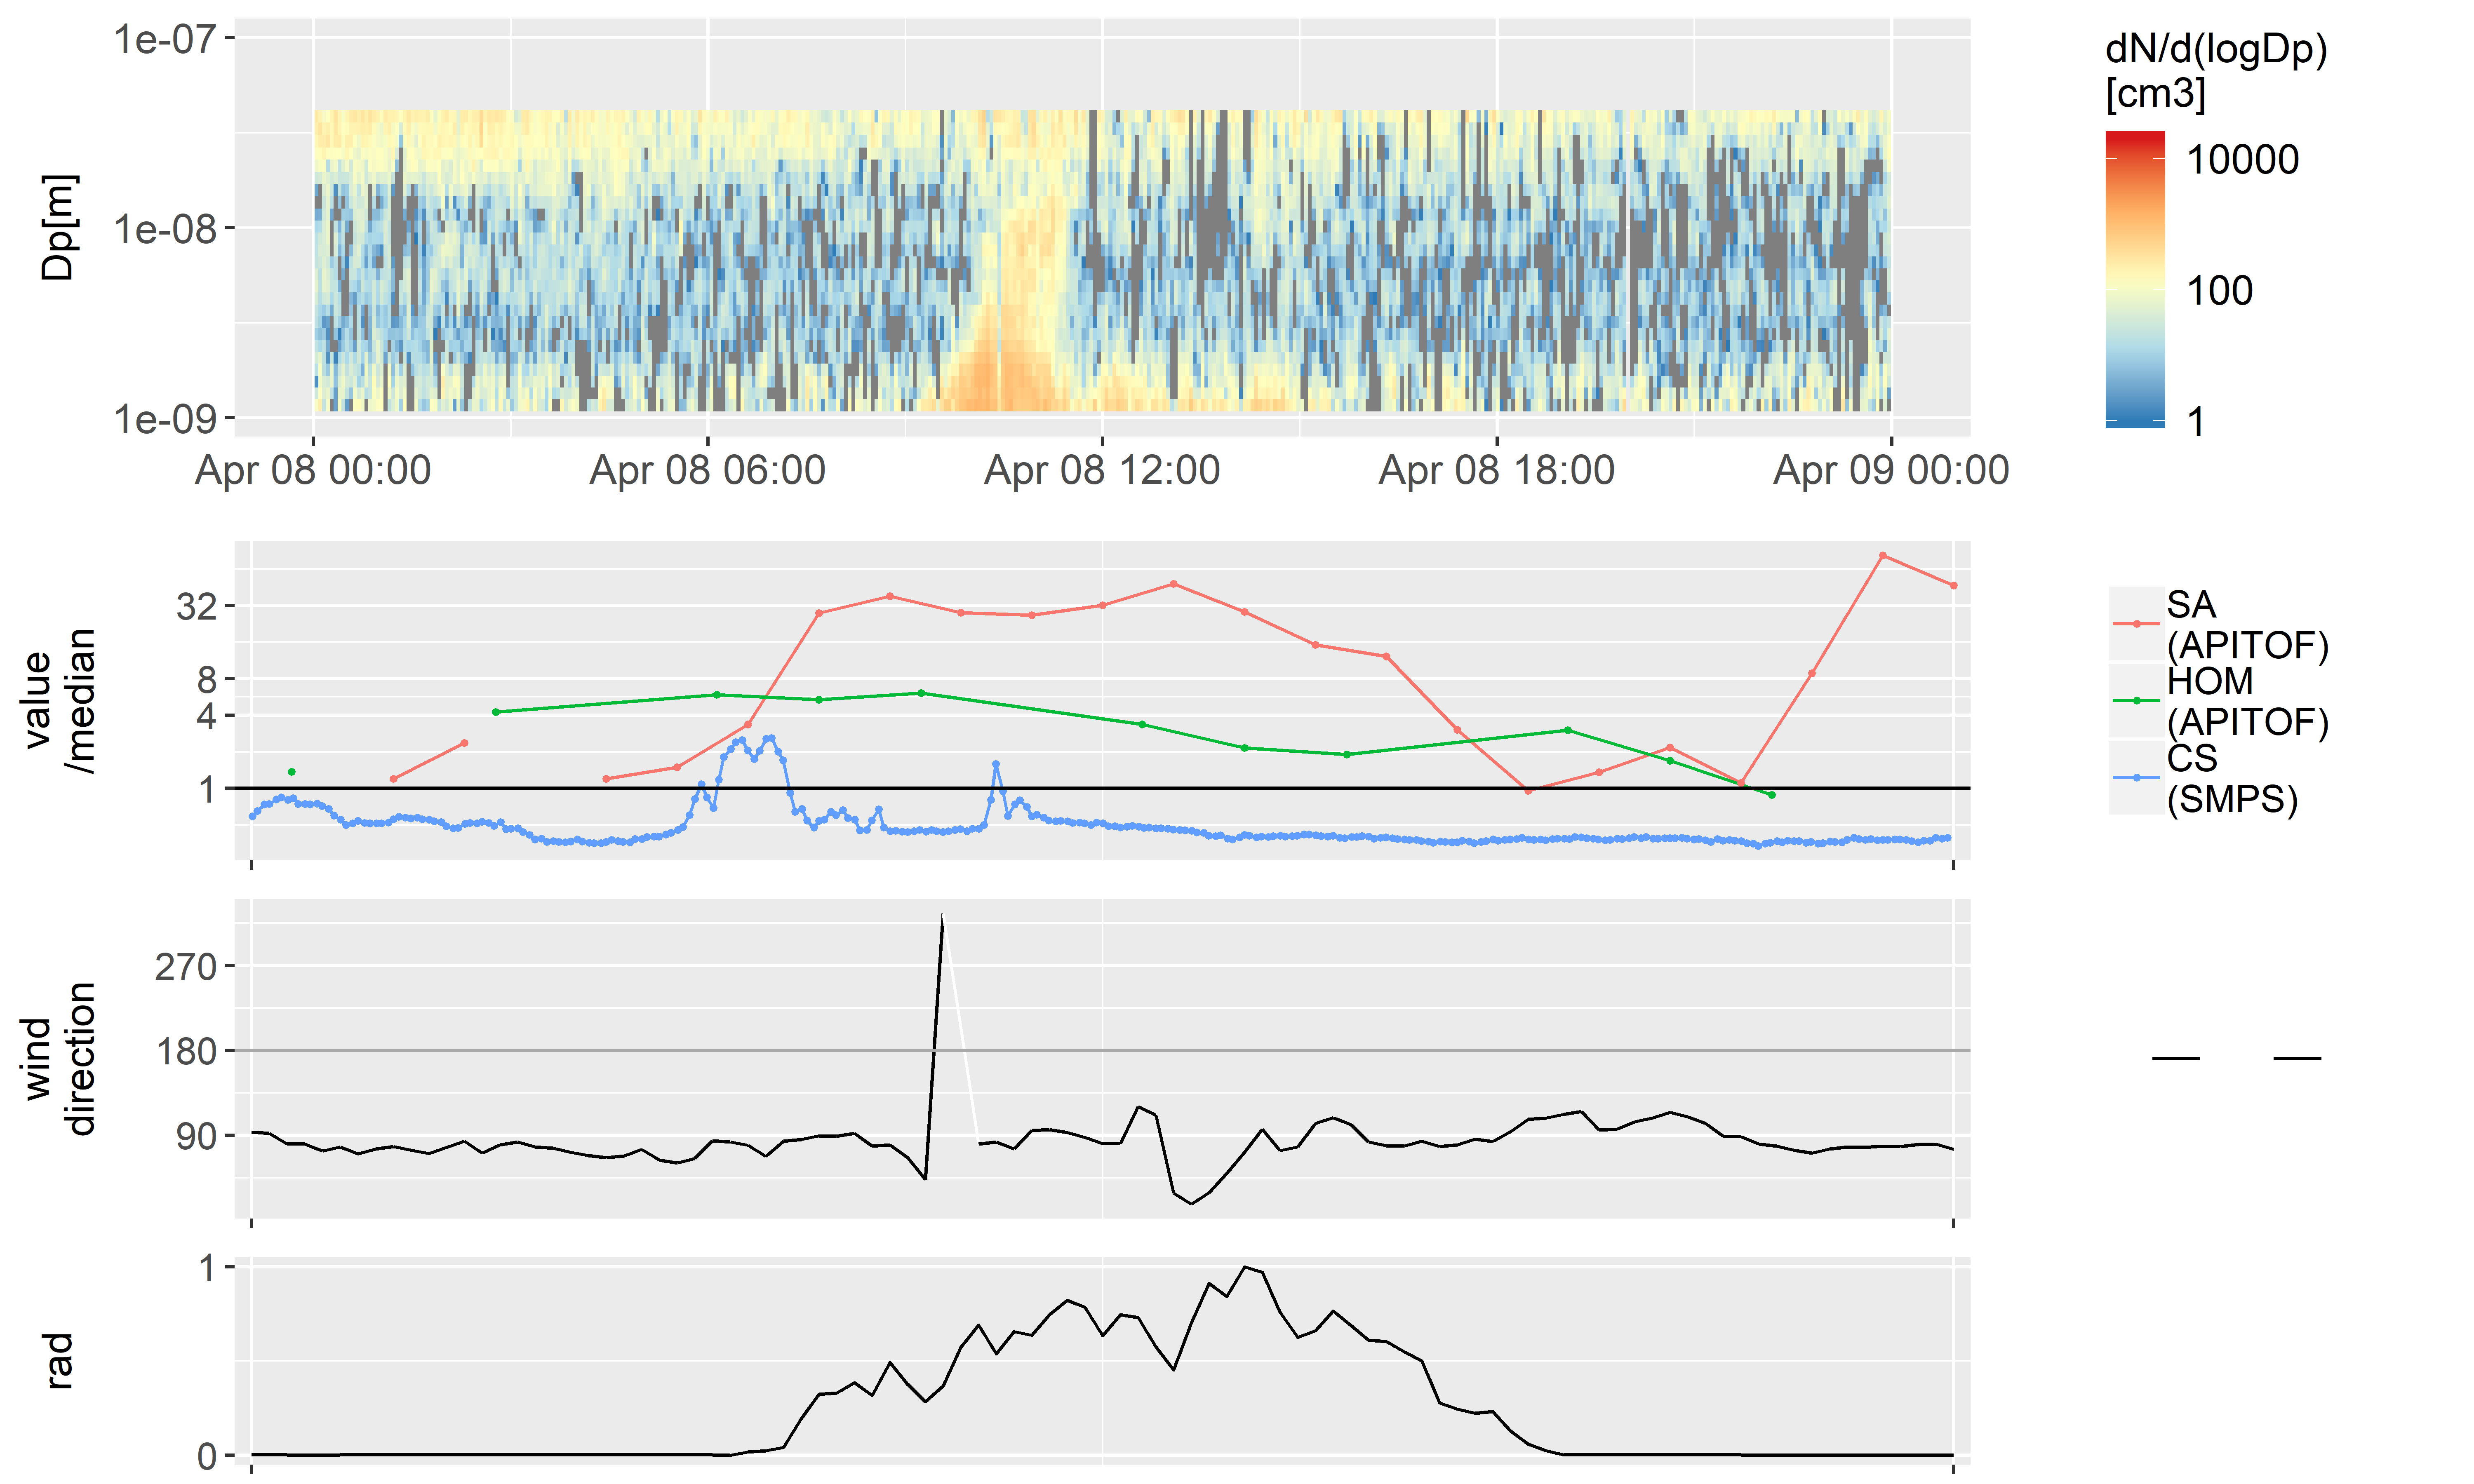 1e-07
1e-08
1e-09
Dp[m]
Apr 08 00:00
Apr 08 06:00
Apr 08 12:00
Apr 08 18:00
Apr 09 00:00
dN/d(logDp)
[cm3]
10000
100
1
32
8
4
1
value
/median
SA
(APITOF)
HOM
(APITOF)
CS
(SMPS)
270
180
90
wind
direction
1
0
rad